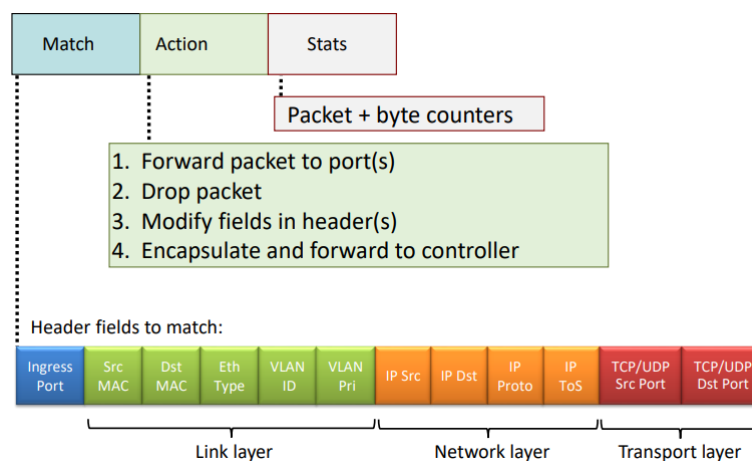 Match Action Stats
Packet + byte counters
1. Forward packet to port(s)
2. Drop packet
3. Modify fields in header(s)
4. Encapsulate and forward to controller
Header fields to match:
Ingress Port
Src MAC
Dst MAC
Eth Type
VLAN ID
VLAN Pri
IP Src
IP Dst
IP Proto
IP ToS
TCP/UDP Src Port
TCP/UDP Dst Port
Link layer
Network layer
Transport layer